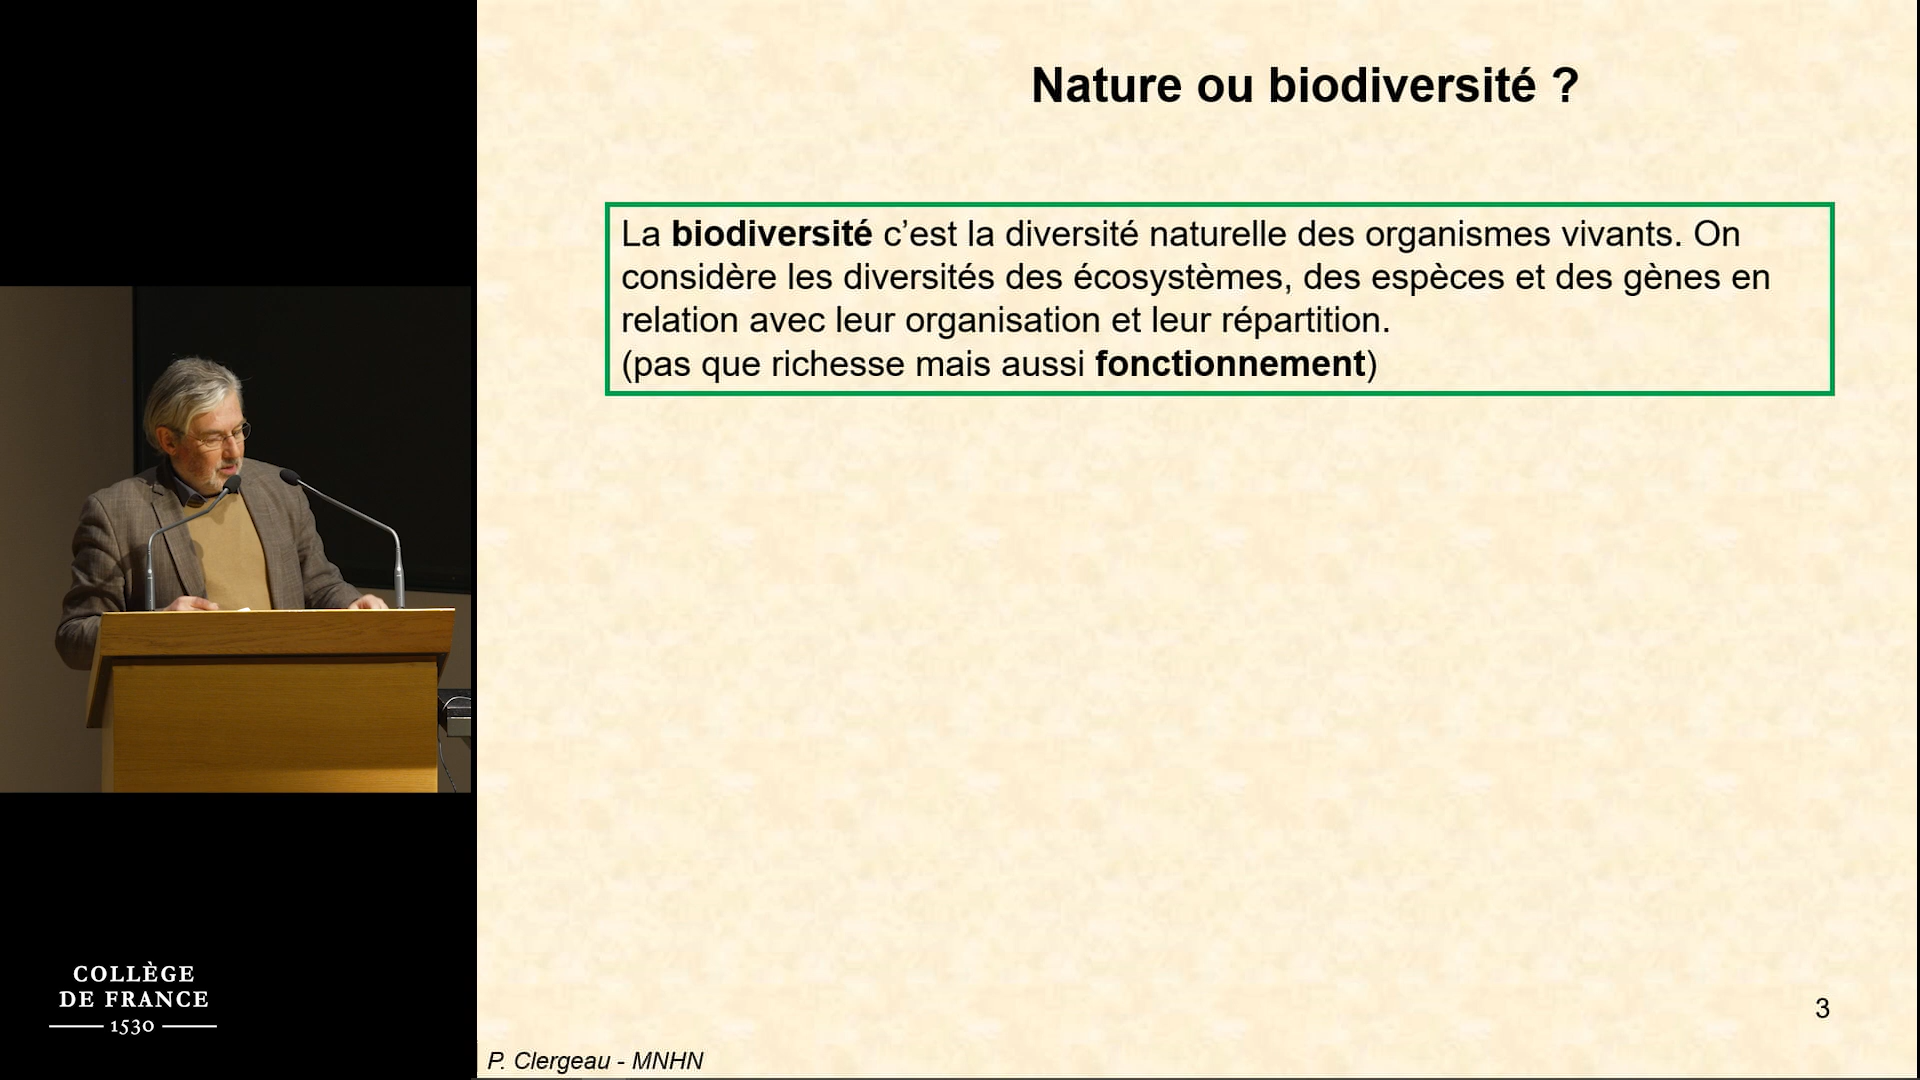 Nature ou biodiversité ?
La biodiversité c’est la diversité naturelle des organismes vivants. On
considère les diversités des écosystèmes, des espèces et des gènes en
relation avec leur organisation et leur répartition.
(pas que richesse mais aussi fonctionnement)
COLLÈGE
DE FRANCE
1530
3
P. Clergeau - MNHN